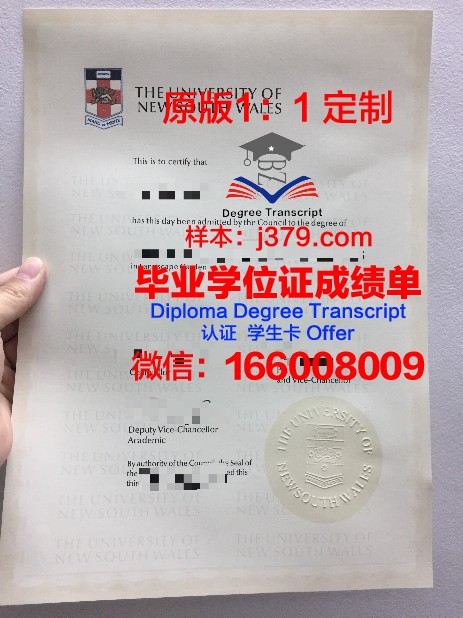 THE UNIVERSITY OF
NEW SOUTH WALES
原版1：1 定制
This is to certify that
Degree Transcript
has this day been admitted by the Council to the degree of
样本：j379.com
毕业学位证成绩单
Diploma Degree Transcript
认证 学生卡 Offer
微信：166008009
and Vice-Chancellor
Deputy Vice-Chancellor
Academic
By authority of the Council, the Seal of
the
THE UNIVERSITY OF
NEW SOUTH WALES